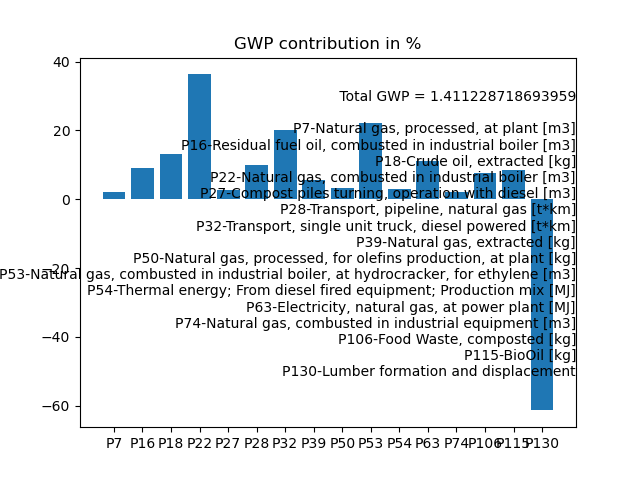 GWP contribution in %
40
20
0
−20
−40
−60
Total GWP = 1.411228718693959
P7-Natural gas, processed, at plant [m3]
P16-Residual fuel oil, combusted in industrial boiler [m3]
P18-Crude oil, extracted [kg]
P22-Natural gas, combusted in industrial boiler [m3]
P27-Compost piles turning, operation with diesel [m3]
P28-Transport, pipeline, natural gas [t*km]
P32-Transport, single unit truck, diesel powered [t*km]
P39-Natural gas, extracted [kg]
P50-Natural gas, processed, for olefins production, at plant [kg]
P53-Natural gas, combusted in industrial boiler, at hydrocracker, for ethylene [m3]
P54-Thermal energy; From diesel fired equipment; Production mix [MJ]
P63-Electricity, natural gas, at power plant [MJ]
P74-Natural gas, combusted in industrial equipment [m3]
P106-Food Waste, composted [kg]
P115-BioOil [kg]
P130-Lumber formation and displacement
P7 P16 P18 P22 P27 P28 P32 P39 P50 P53 P54 P63 P74 P106 P115 P130